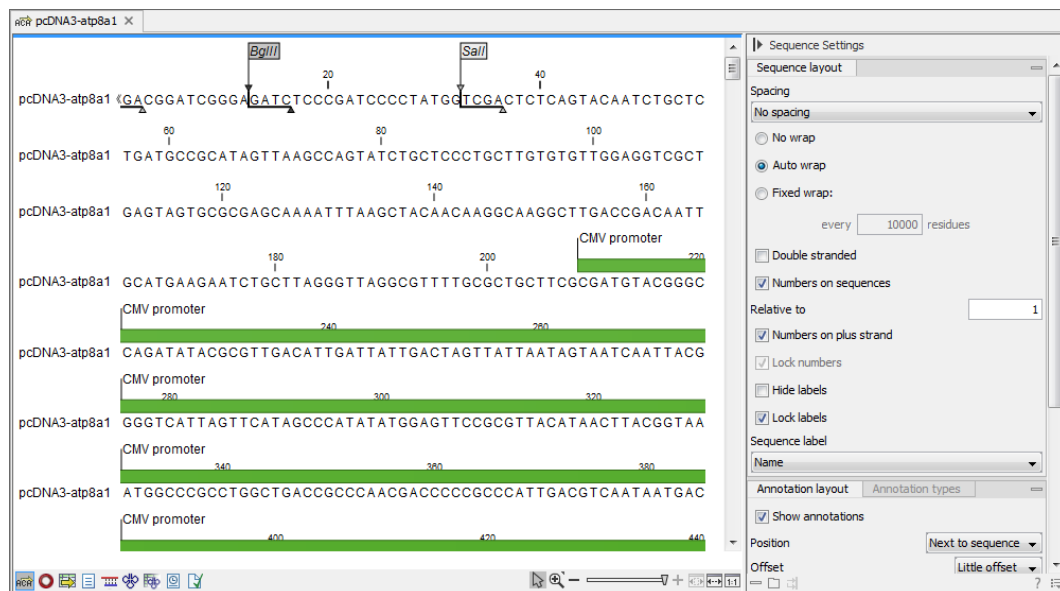 pcDNA3-atp8a1
BglII SalI
20 40
pcDNA3-atp8a1 GACGGATCGGGAGATCTCCCGATCCCCTATGGTCGACTCTCAGTACAATCTGCTC
60 80 100
pcDNA3-atp8a1 TGATGCCGCATAGTTAAGCCAGTATCTGCTCCCTGCTTGTGTGTTGGAGGTCGCT
120 140 160
pcDNA3-atp8a1 GAGTAGTGCGCGAGCAAAATTTAAGCTACAACAAGGCAAGGCTTGACCGACAATT
CMV promoter
180 200 220
pcDNA3-atp8a1 GCATGAAGAATCTGCTTAGGGTTAGGCGTTTTGCGCTGCTTCGCGATGTACGGGC
CMV promoter
240 260
pcDNA3-atp8a1 CAGATATACGCGTTGACATTGATTATTGACTAGTTATTAATAGTAATCAATTACG
CMV promoter
280 300 320
pcDNA3-atp8a1 GGGTCATTAGTTCATAGCCCATATATGGAGTTCCGCGTTACATAACTTACGGTAA
CMV promoter
340 360 380
pcDNA3-atp8a1 ATGGCCCGCCTGGCTGACCGCCCAACGACCCCCGCCCATTGACGTCAATAATGAC
CMV promoter
400 420 440
Sequence Settings
Sequence layout
Spacing
No spacing
No wrap
Auto wrap
Fixed wrap:
every 10000 residues
Double stranded
Numbers on sequences
Relative to 1
Numbers on plus strand
Lock numbers
Hide labels
Lock labels
Sequence label
Name
Annotation layout Annotation types
Show annotations
Position Next to sequence
Offset Little offset
1:1
?